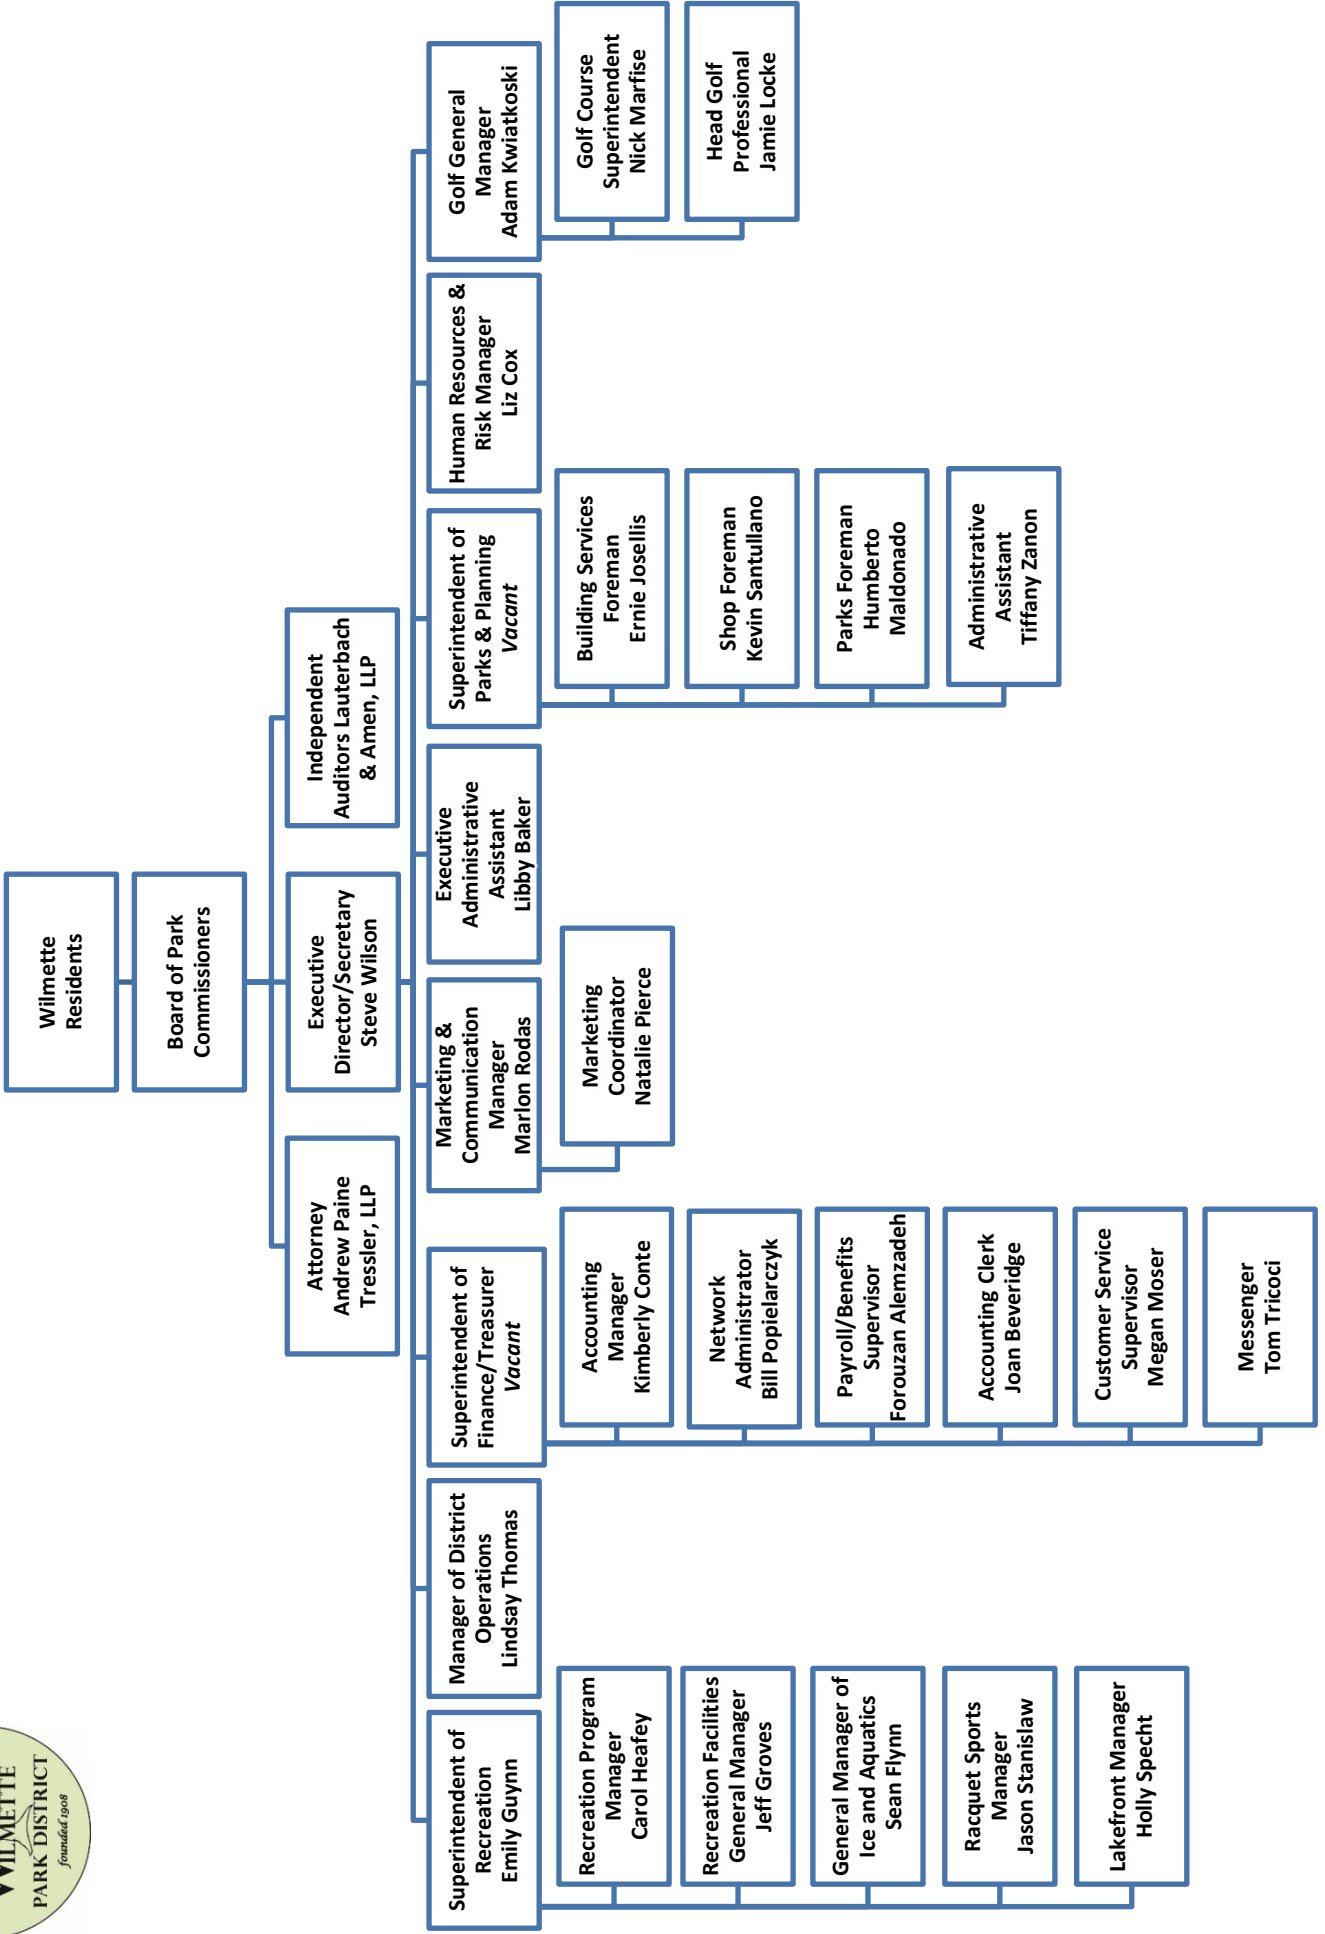 WILMETTE
PARK DISTRICT
founded 1908
Wilmette
Residents
Board of Park
Commissioners
Attorney
Andrew Paine
Tressler, LLP
Executive
Director/Secretary
Steve Wilson
Independent
Auditors Lauterbach
& Amen, LLP
Superintendent of
Recreation
Emily Guynn
Manager of District
Operations
Lindsay Thomas
Superintendent of
Finance/Treasurer
Vacant
Marketing &
Communication
Manager
Marlon Rodas
Executive
Administrative
Assistant
Libby Baker
Superintendent of
Parks & Planning
Vacant
Human Resources &
Risk Manager
Liz Cox
Golf General
Manager
Adam Kwiatkoski
Recreation Program
Manager
Carol Heafey
Recreation Facilities
General Manager
Jeff Groves
General Manager of
Ice and Aquatics
Sean Flynn
Racquet Sports
Manager
Jason Stanislaw
Lakefront Manager
Holly Specht
Accounting
Manager
Kimberly Conte
Network
Administrator
Bill Popielarczyk
Payroll/Benefits
Supervisor
Forouzan Alemzadeh
Accounting Clerk
Joan Beveridge
Customer Service
Supervisor
Megan Moser
Messenger
Tom Tricoci
Marketing
Coordinator
Natalie Pierce
Building Services
Foreman
Ernie Josellis
Shop Foreman
Kevin Santullano
Parks Foreman
Humberto
Maldonado
Administrative
Assistant
Tiffany Zanon
Golf Course
Superintendent
Nick Marfise
Head Golf
Professional
Jamie Locke